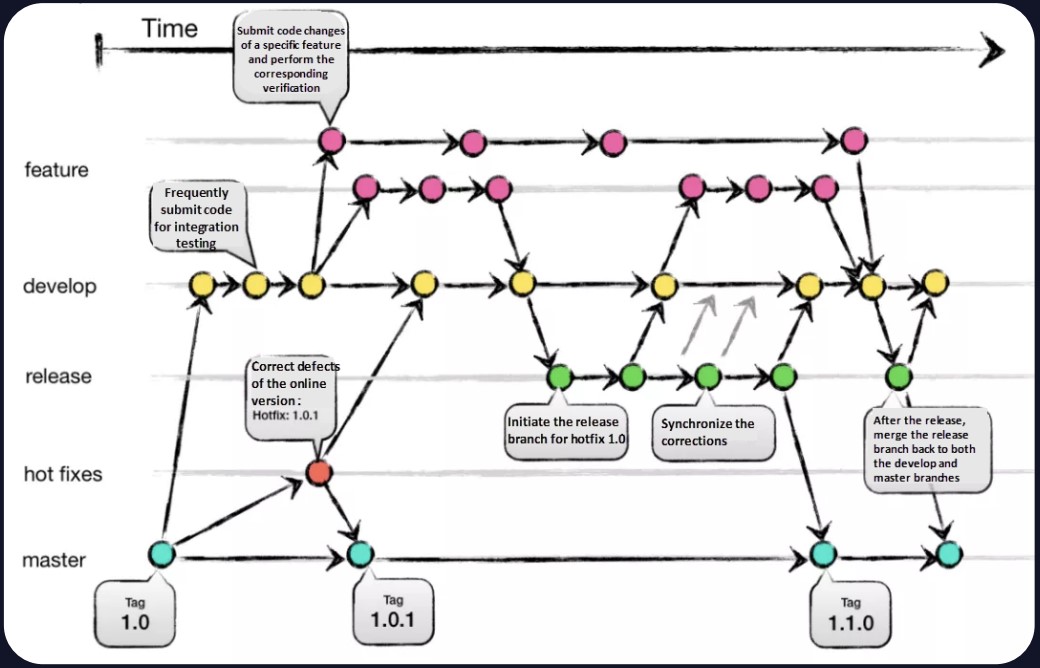 Time
Submit code changes
of a specific feature
and perform the
corresponding
verification
feature
Frequently
submit code
for integration
testing
develop
release
Correct defects
of the online
version:
Hotfix: 1.0.1
Initiate the release
branch for hotfix 1.0
Synchronize the
corrections
After the release,
merge the release
branch back to both
the develop and
master branches
hot fixes
master
Tag
1.0
Tag
1.0.1
Tag
1.1.0